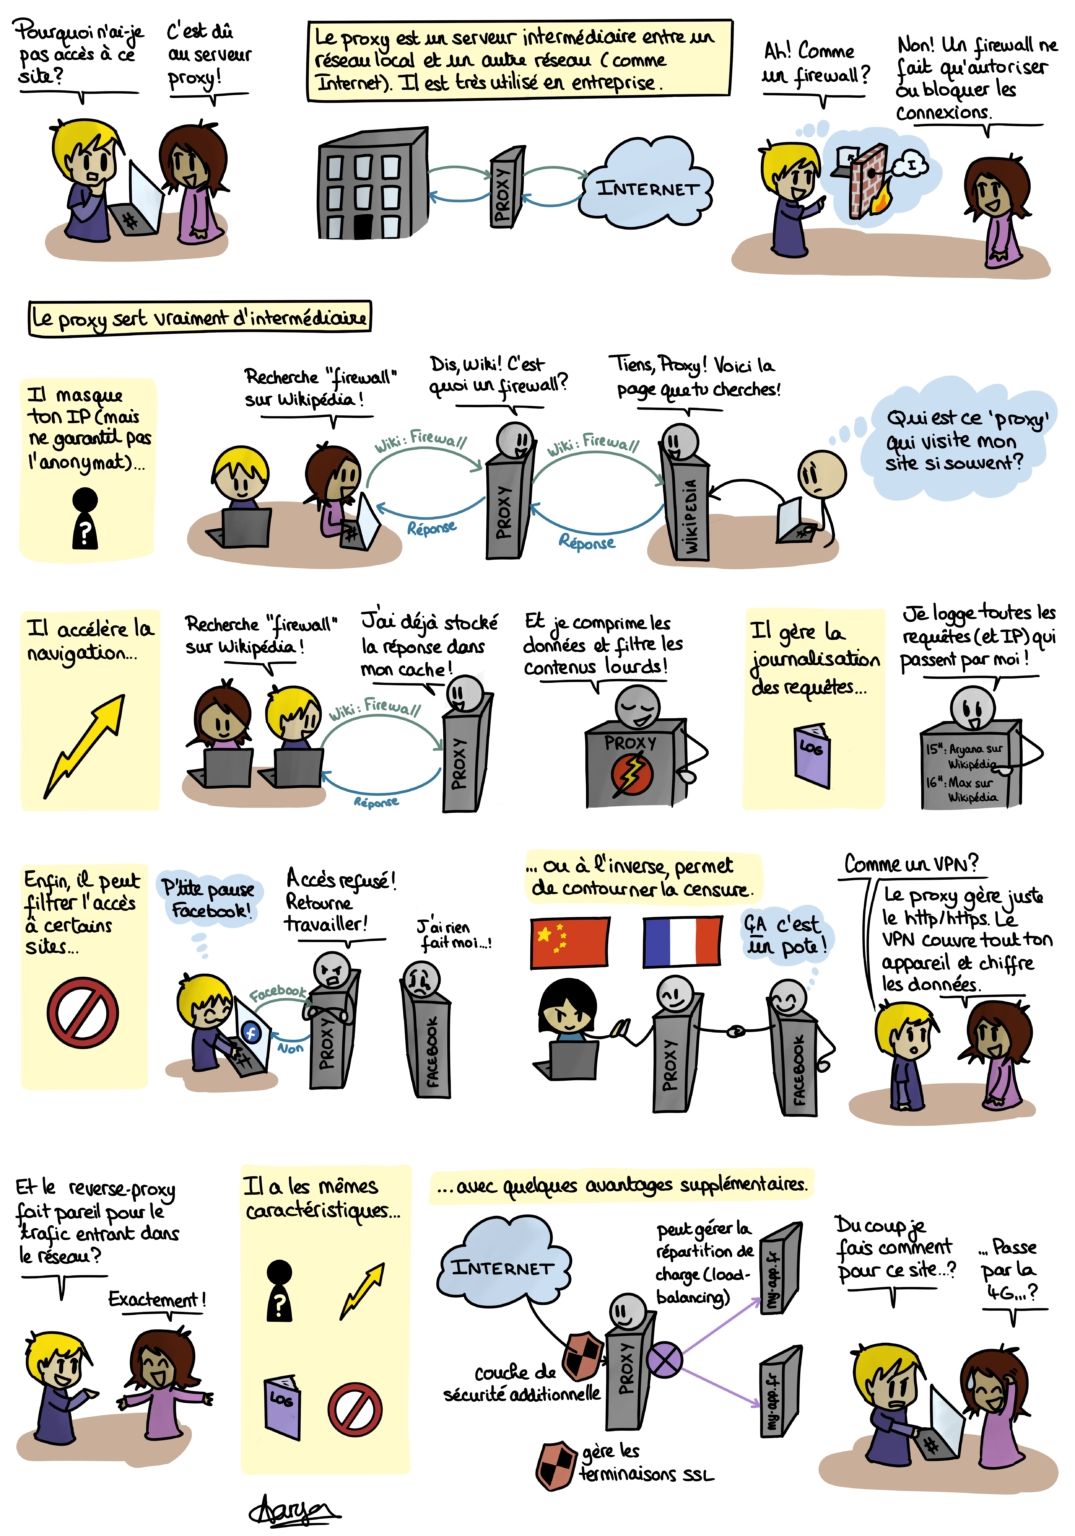 Pourquoi n'ai-je
pas accès à ce
site?
C'est dû
au serveur
proxy!
Le proxy est un serveur intermédiaire entre un
réseau local et un autre réseau (comme
Internet). Il est très utilisé en entreprise.
PROXY
INTERNET
Ah! Comme
un firewall?
Non! Un firewall ne
fait qu'autoriser
ou bloquer les
connexions.
I
#
Le proxy sert vraiment d'intermédiaire
Il masque
ton IP (mais
ne garantit pas
l'anonymat)...
?
Recherche "firewall"
sur Wikipédia!
Dis, Wiki! C'est
quoi un firewall?
Tiens, Proxy! Voici la
page que tu cherches!
Qui est ce 'proxy'
qui visite mon
site si souvent?
Wiki: Firewall
Wiki: Firewall
#
Réponse
PROXY
Réponse
WIKIPEDIA
Il accélère la
navigation...
Recherche "firewall"
sur Wikipédia!
J'ai déjà stocké
la réponse dans
mon cache!
Wiki: Firewall
Réponse
PROXY
Et je comprime les
données et filtre les
contenus lourds!
PROXY
Il gère la
journalisation
des requêtes...
LOG
Je logge toutes les
requêtes (et IP) qui
passent par moi!
15H: Aryana sur
Wikipédia
16H: Max sur
Wikipédia
Enfin, il peut
filtrer l'accès
à certains
sites...
P'tite pause
Facebook!
Accès refusé!
Retourne
travailler!
J'ai rien
fait moi...!
Facebook
f
Non
PROXY
FACEBOOK
... ou à l'inverse, permet
de contourner la censure.
ÇA c'est
un pote!
PROXY
FACEBOOK
Comme un VPN?
Le proxy gère juste
le http/https. Le
VPN couvre tout ton
appareil et chiffre
les données.
Et le reverse-proxy
fait pareil pour le
trafic entrant dans
le réseau?
Exactement!
Il a les mêmes
caractéristiques...
?
LOG
...avec quelques avantages supplémentaires.
INTERNET
peut gérer la
répartition de
charge (load-
balancing)
my-app.fr
PROXY
couche de
sécurité additionnelle
my-app.fr
gère les
terminaisons SSL
Du coup je
fais comment
pour ce site...?
... Passe
par la
4G...?
#
Aaryn